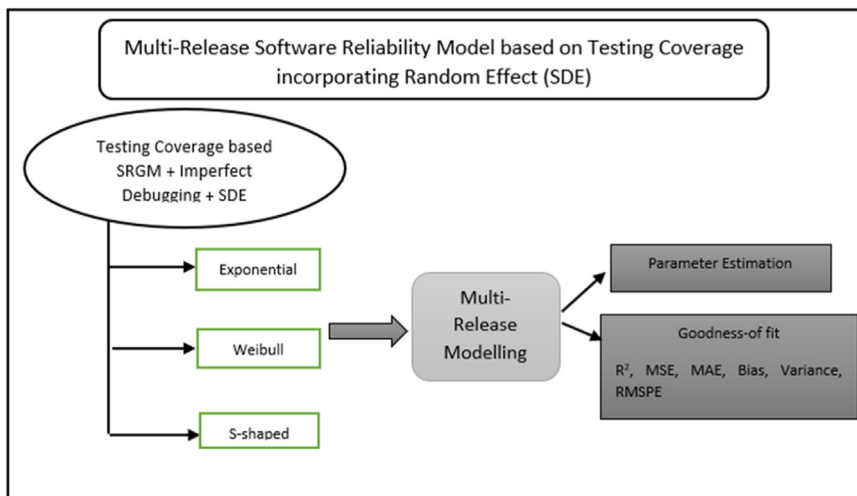 Multi-Release Software Reliability Model based on Testing Coverage
incorporating Random Effect (SDE)
Testing Coverage based
SRGM + Imperfect
Debugging + SDE
Exponential
Weibull
S-shaped
Multi-
Release
Modelling
Parameter Estimation
Goodness-of fit
R², MSE, MAE, Bias, Variance,
RMSPE